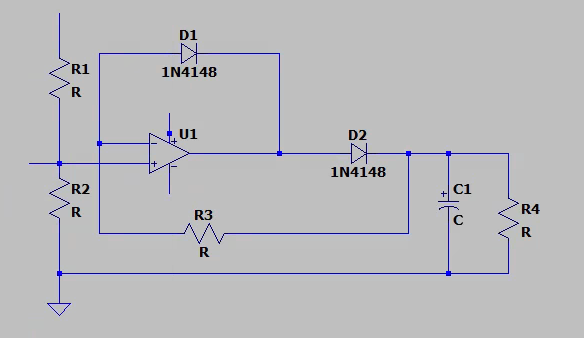 D1
1N4148
R1
R
U1
+
−
+
−
D2
1N4148
R2
R
R3
R
+
C1
C
R4
R